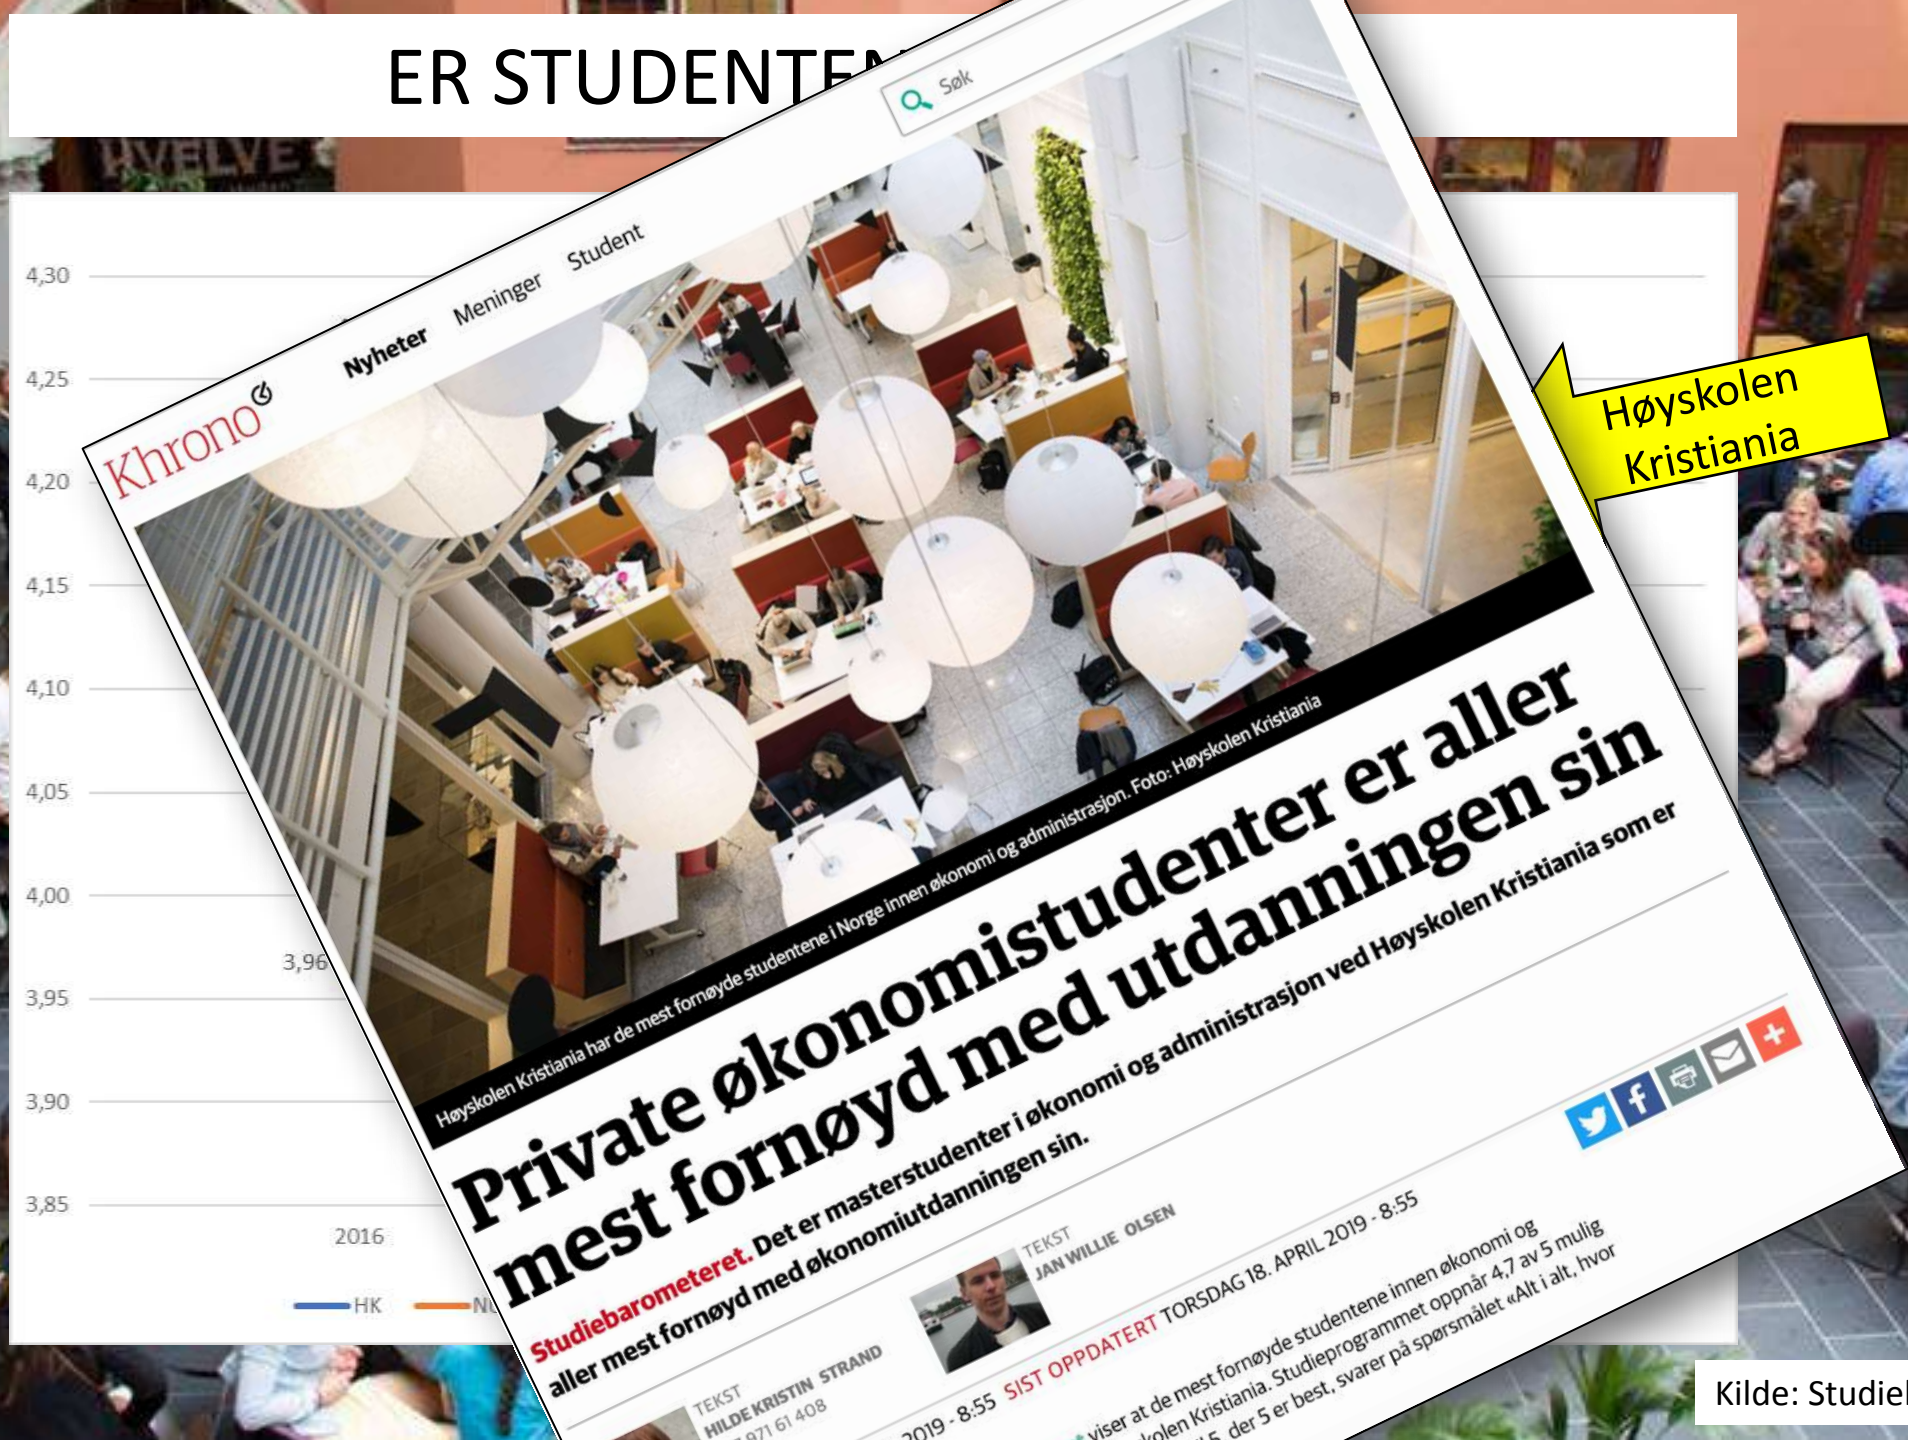 ER STUDENTEN
HVELVE
4,30
4,25
4,20
4,15
4,10
4,05
4,00
3,96
3,95
3,90
3,85
2016
HK
Khrono
Nyheter Meninger Student
Søk
Høyskolen
Kristiania
Høyskolen Kristiania har de mest fornøyde studentene i Norge innen økonomi og administrasjon. Foto: Høyskolen Kristiania
Private økonomistudenter er aller
mest fornøyd med utdanningen sin
Studiebarometeret. Det er masterstudenter i økonomi og administrasjon ved Høyskolen Kristiania som er
aller mest fornøyd med økonomiutdanningen sin.
TEKST
HILDE KRISTIN STRAND
971 61 408
TEKST
JAN WILLIE OLSEN
2019 - 8:55 SIST OPPDATERT TORSDAG 18. APRIL 2019 - 8:55
viser at de mest fornøyde studentene innen økonomi og
Kristiania. Studieprogrammet oppnår 4,7 av 5 mulig
5, der 5 er best, svarer på spørsmålet «Alt i alt, hvor
Kilde: